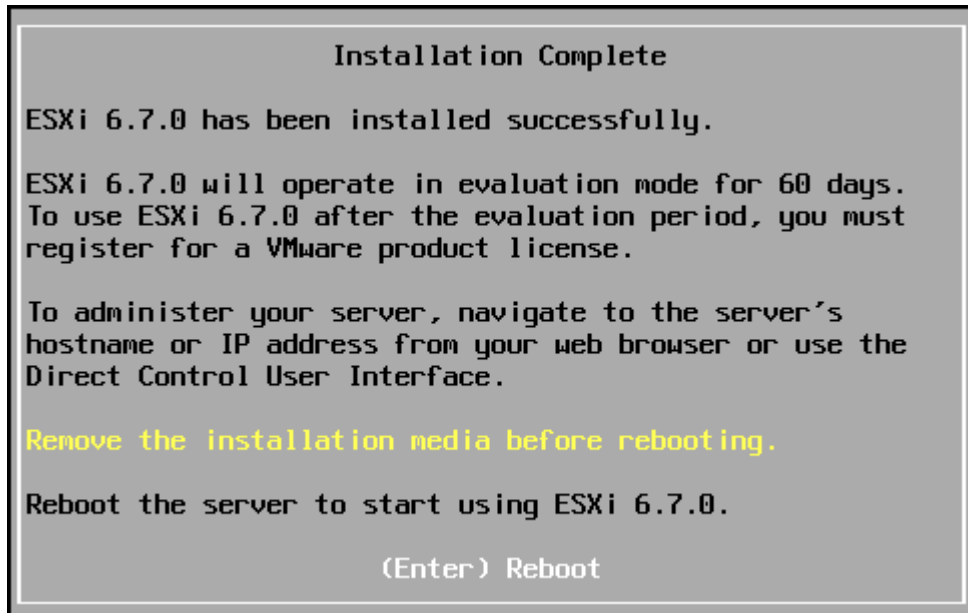 Installation Complete
ESXi 6.7.0 has been installed successfully.
ESXi 6.7.0 will operate in evaluation mode for 60 days.
To use ESXi 6.7.0 after the evaluation period, you must
register for a VMware product license.
To administer your server, navigate to the server's
hostname or IP address from your web browser or use the
Direct Control User Interface.
Remove the installation media before rebooting.
Reboot the server to start using ESXi 6.7.0.
(Enter) Reboot